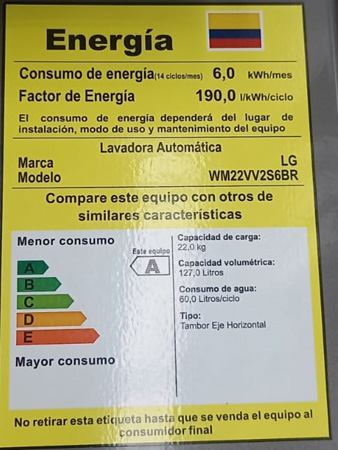 Energía
Consumo de energía(14 ciclos/mes) 6,0 kWh/mes
Factor de Energía 190,0 l/kWh/ciclo
El consumo de energía dependerá del lugar de
instalación, modo de uso y mantenimiento del equipo
Lavadora Automática
Marca LG
Modelo WM22VV2S6BR
Compare este equipo con otros de
similares características
Menor consumo
Este equipo
A
A
B
C
D
E
Mayor consumo
Capacidad de carga:
22,0 kg
Capacidad volumétrica:
127,0 Litros
Consumo de agua:
60,0 Litros/ciclo
Tipo:
Tambor Eje Horizontal
No retirar esta etiqueta hasta que se venda el equipo al
consumidor final